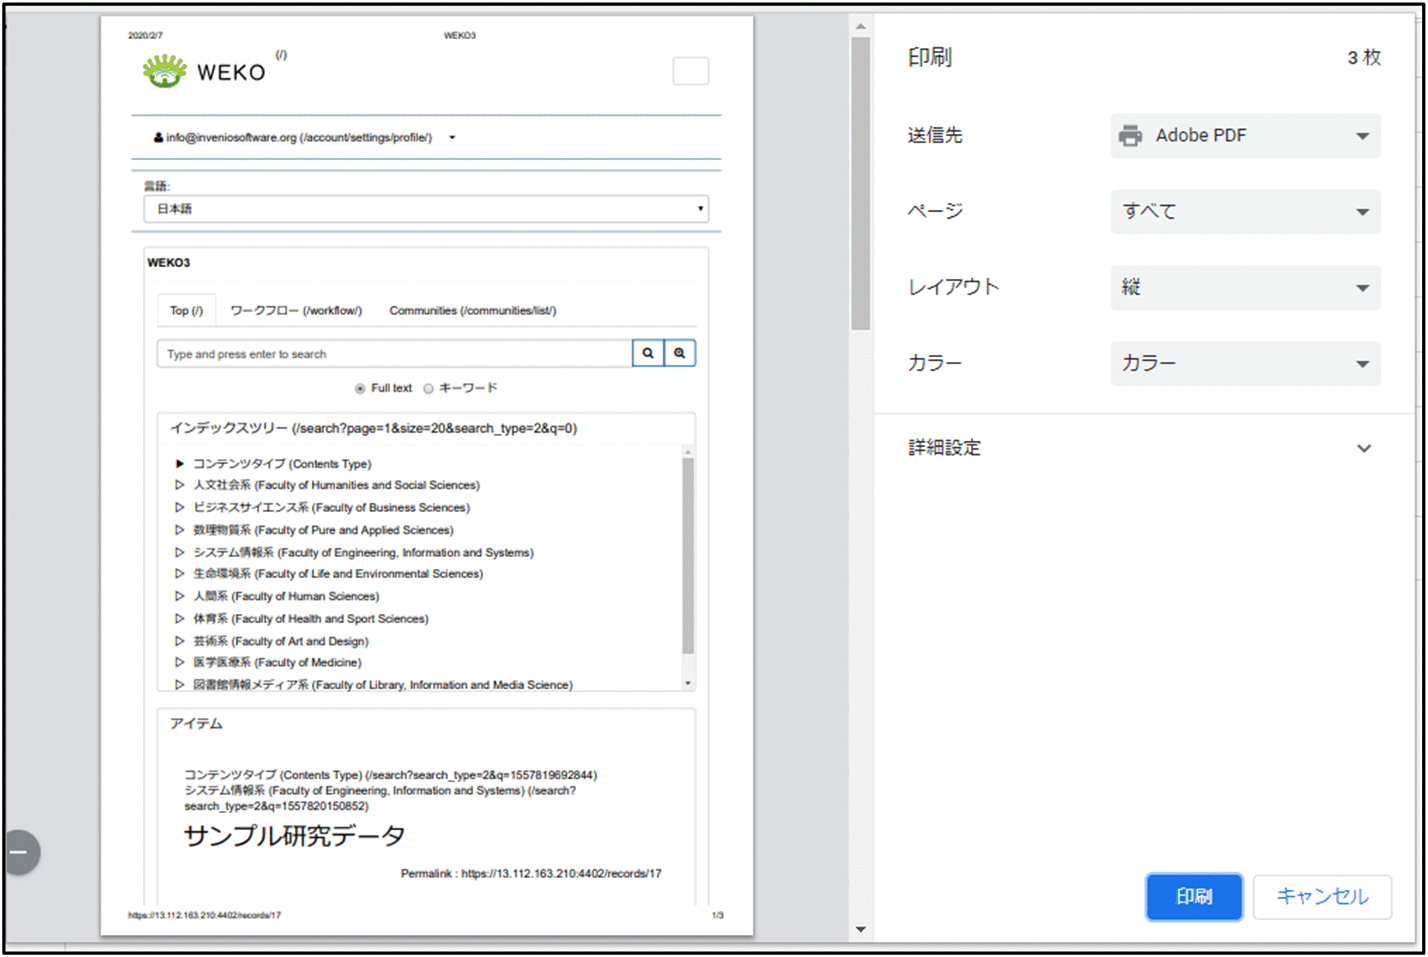 2020/2/7
WEKO3
WEKO (/)
info@inveniosoftware.org (/account/settings/profile/)
言語:
日本語
WEKO3
Top (/)
ワークフロー (/workflow/)
Communities (/communities/list/)
Type and press enter to search
Full text
キーワード
インデックスツリー (/search?page=1&size=20&search_type=2&q=0)
コンテンツタイプ (Contents Type)
人文社会系 (Faculty of Humanities and Social Sciences)
ビジネスサイエンス系 (Faculty of Business Sciences)
数理物質系 (Faculty of Pure and Applied Sciences)
システム情報系 (Faculty of Engineering, Information and Systems)
生命環境系 (Faculty of Life and Environmental Sciences)
人間系 (Faculty of Human Sciences)
体育系 (Faculty of Health and Sport Sciences)
芸術系 (Faculty of Art and Design)
医学医療系 (Faculty of Medicine)
図書館情報メディア系 (Faculty of Library, Information and Media Science)
アイテム
コンテンツタイプ (Contents Type) (/search?search_type=2&q=1557819692844)
システム情報系 (Faculty of Engineering, Information and Systems) (/search?
search_type=2&q=1557820150852)
サンプル研究データ
Permalink : https://13.112.163.210:4402/records/17
https://13.112.163.210:4402/records/17
1/3
印刷
3 枚
送信先
Adobe PDF
ページ
すべて
レイアウト
縦
カラー
カラー
詳細設定
印刷
キャンセル